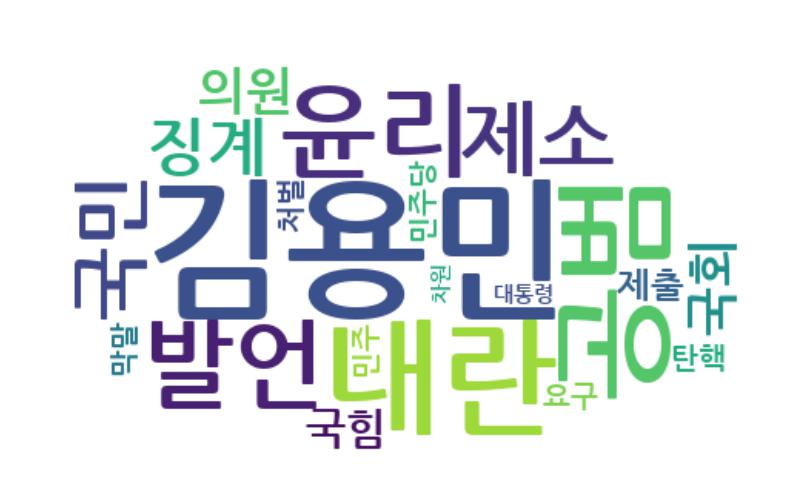 의원
윤리
제소
징계
국민
김용민
처벌
민주당
공범
차원
대통령
제출
국회
막말
발언
민주
내란
탄핵
요구
국힘